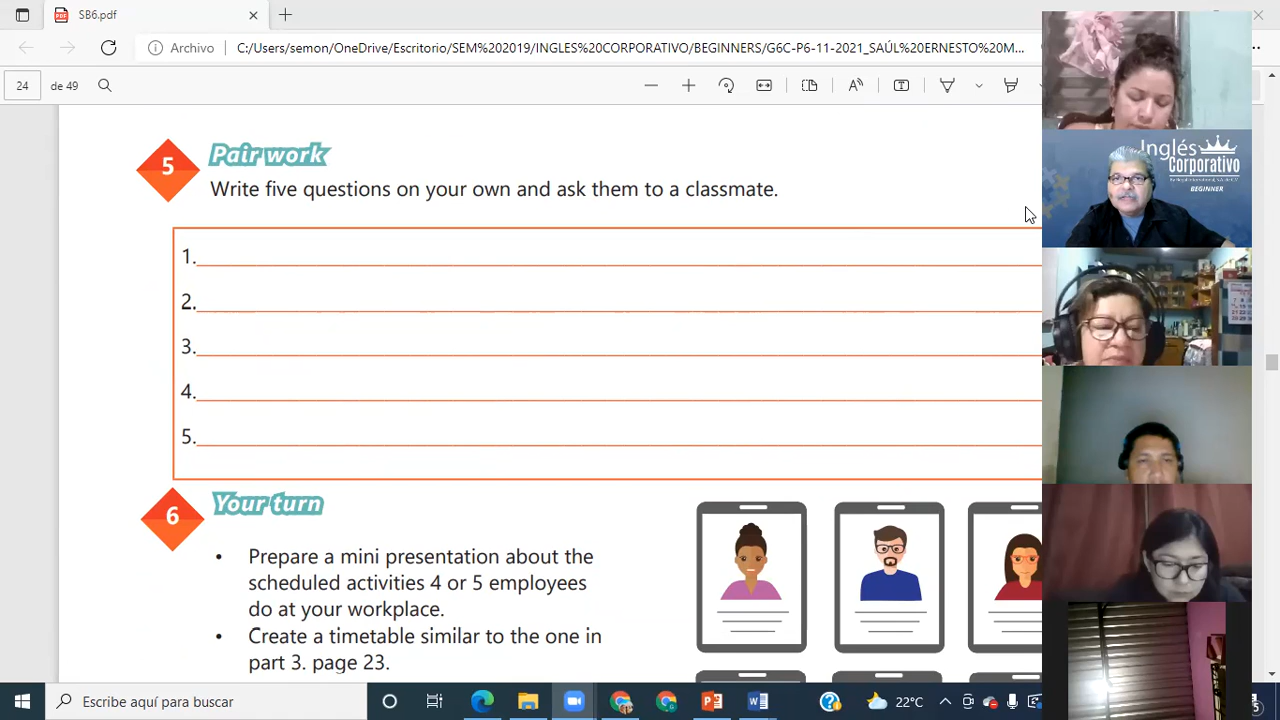 SB6.pdf
Archivo
C:/Users/semon/OneDrive/Escritorio/SEM%202019/INGLES%20CORPORATIVO/BEGINNERS/G6C-P6-11-2021_SAÚL%20ERNESTO%20M...
24 de 49
5 Pair work
Write five questions on your own and ask them to a classmate.
1.
2.
3.
4.
5.
6 Your turn
• Prepare a mini presentation about the
scheduled activities 4 or 5 employees
do at your workplace.
• Create a timetable similar to the one in
part 3. page 23.
Inglés
Corporativo
BEGINNER
Escribe aquí para buscar
22°C